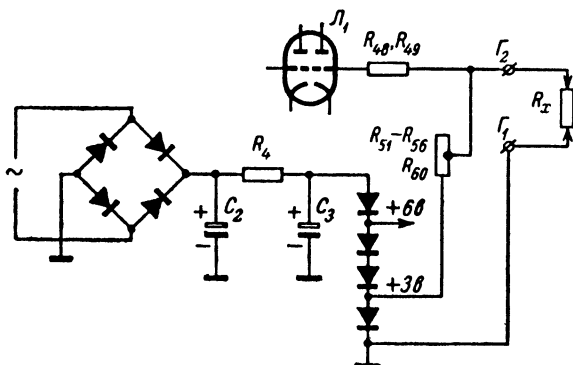 Л₁
R₄₈, R₄₉
Г₂
Rₓ
Г₁
R₅₁–R₅₆
R₆₀
R₄
~
+
C₂
–
+
C₃
–
+6в
+3в